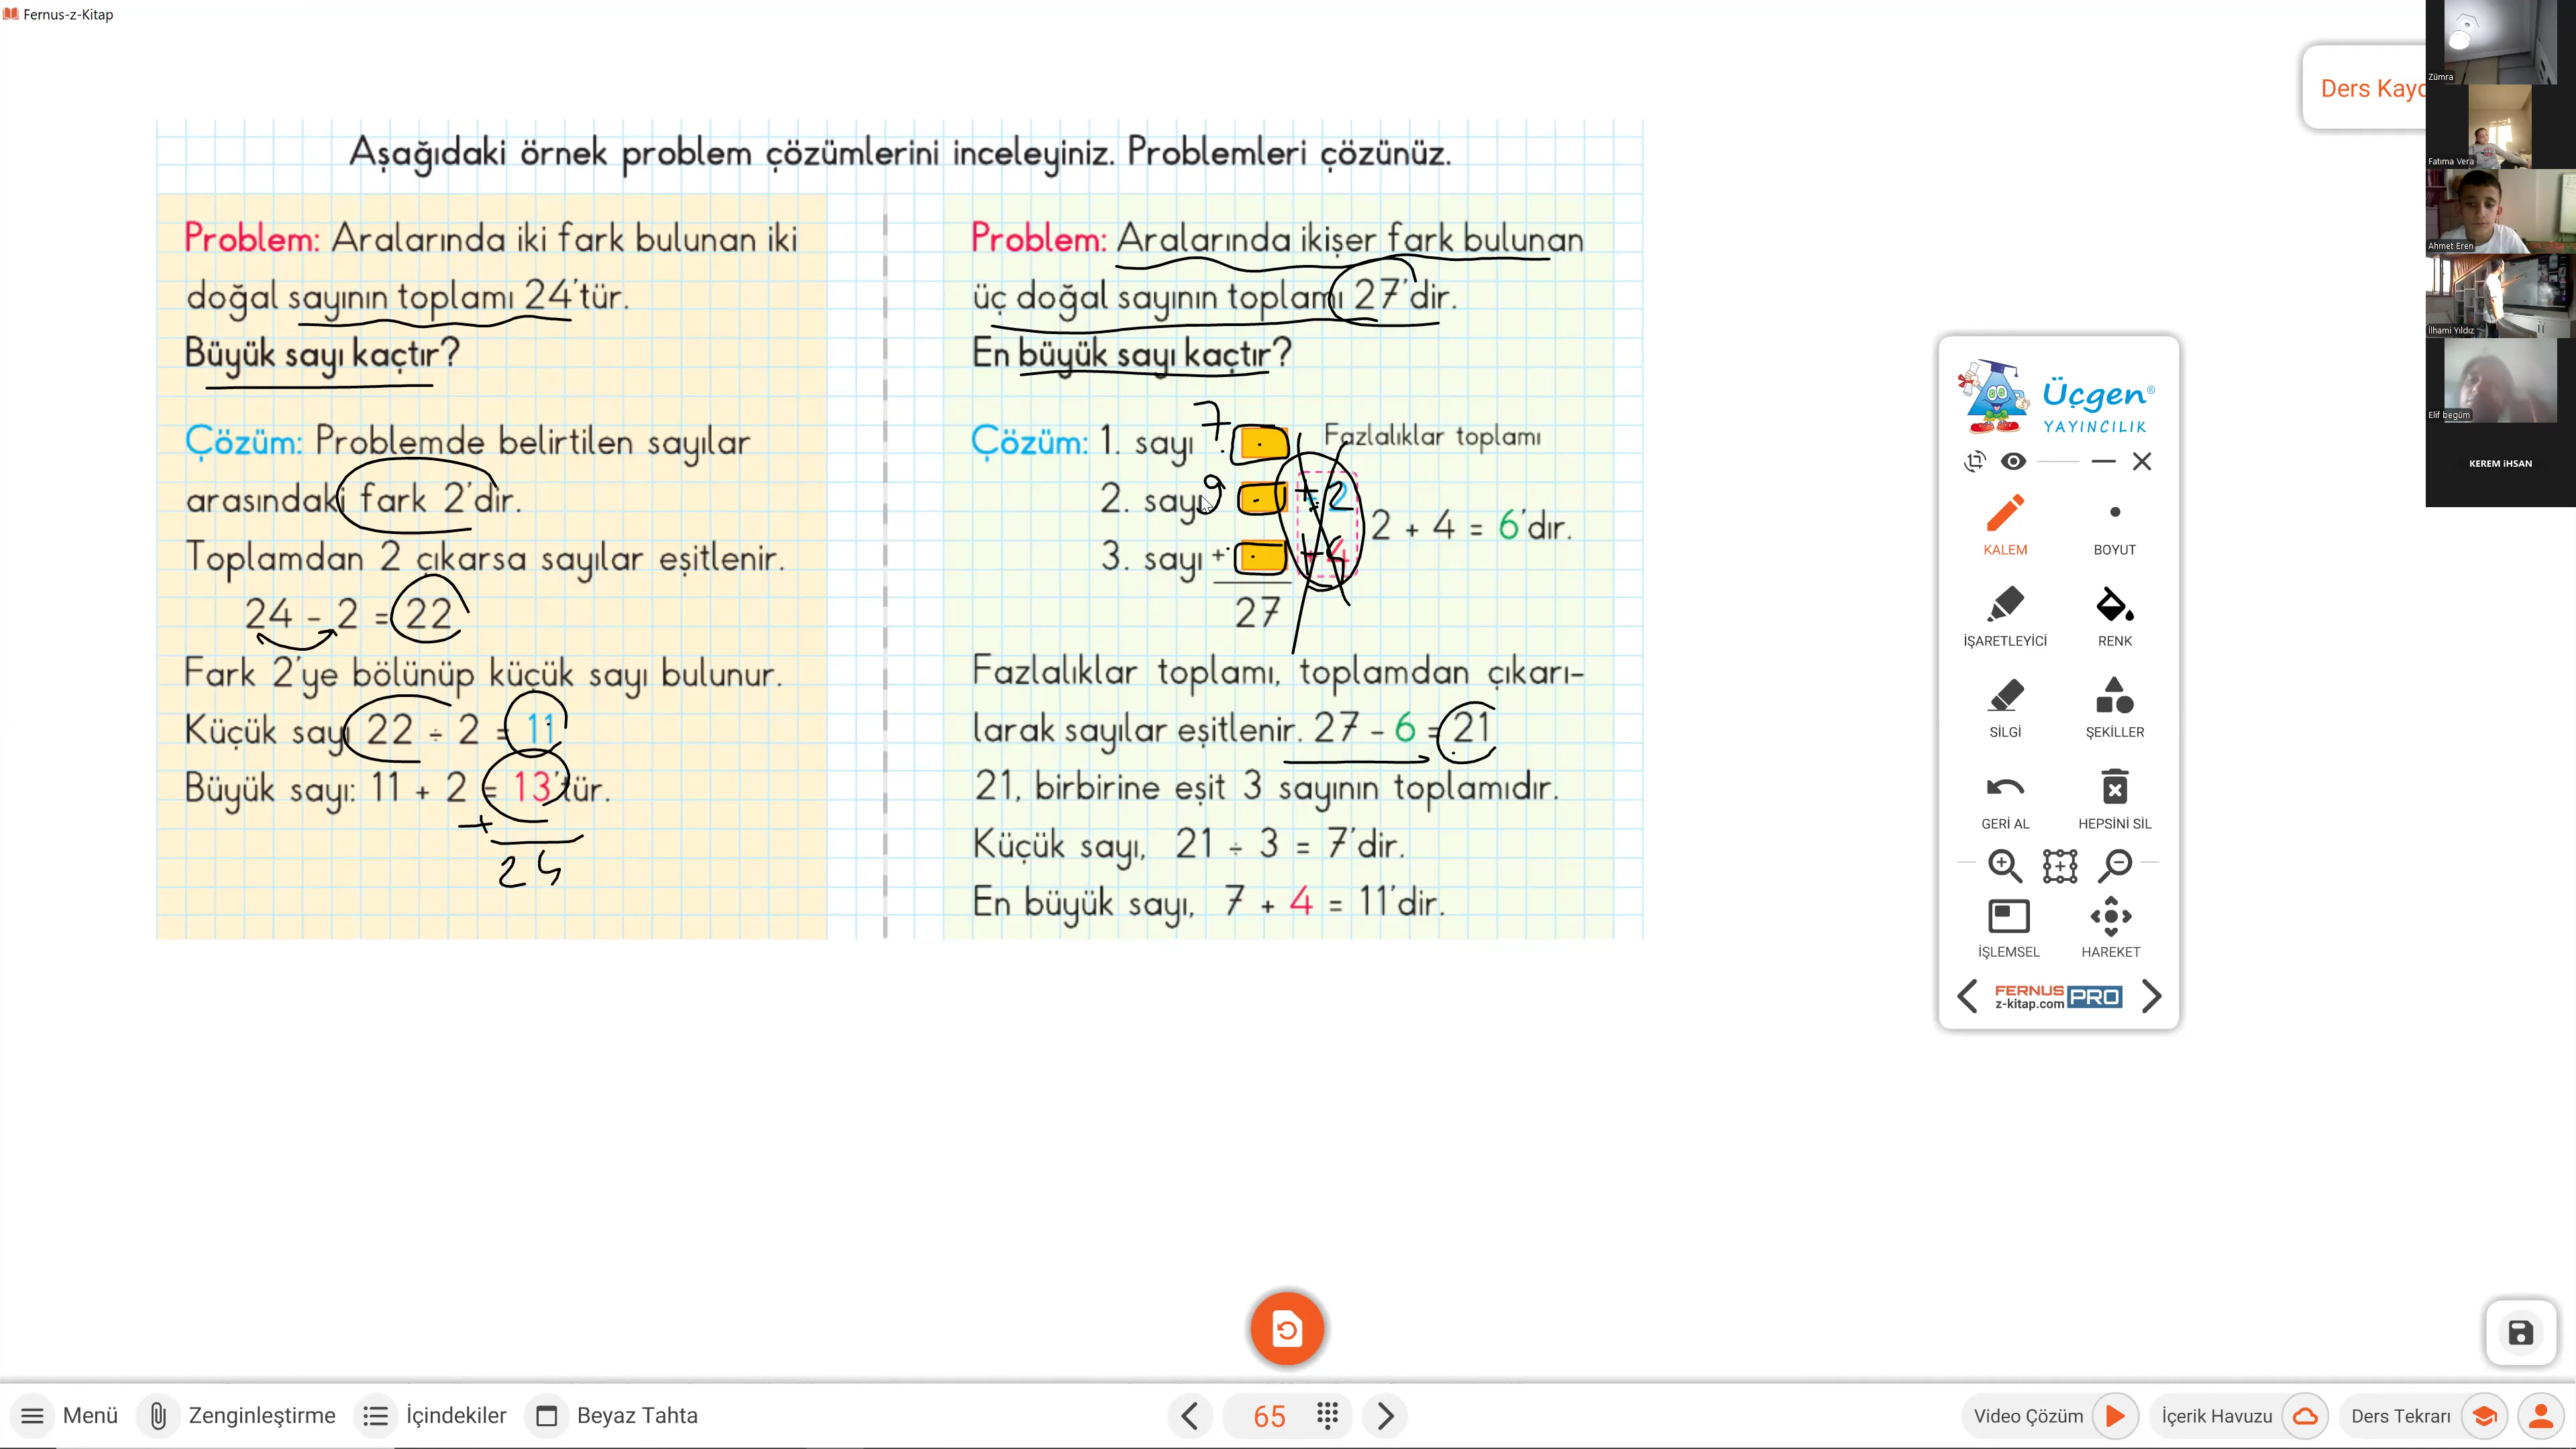 Fernus-z-Kitap
Ders Kayd
Zümra
Fatıma Vera
Ahmet Eren
İlhami Yıldız
Elif begüm
KEREM iHSAN
Aşağıdaki örnek problem çözümlerini inceleyiniz. Problemleri çözünüz.
Problem: Aralarında iki fark bulunan iki
doğal sayının toplamı 24'tür.
Büyük sayı kaçtır?
Çözüm: Problemde belirtilen sayılar
arasındaki fark 2'dir.
Toplamdan 2 çıkarsa sayılar eşitlenir.
24 - 2 = 22
Fark 2'ye bölünüp küçük sayı bulunur.
Küçük sayı 22 ÷ 2 = 11
Büyük sayı: 11 + 2 = 13'tür.
+
24
Problem: Aralarında ikişer fark bulunan
üç doğal sayının toplamı 27'dir.
En büyük sayı kaçtır?
Çözüm: 1. sayı 7 Fazlalıklar toplamı
2. sayı 9 + 2
2 + 4 = 6'dır.
3. sayı + + 4
27
Fazlalıklar toplamı, toplamdan çıkarı-
larak sayılar eşitlenir. 27 - 6 = 21
21, birbirine eşit 3 sayının toplamıdır.
Küçük sayı, 21 ÷ 3 = 7'dir.
En büyük sayı, 7 + 4 = 11'dir.
Üçgen®
YAYINCILIK
KALEM BOYUT
İŞARETLEYİCİ RENK
SİLGİ ŞEKİLLER
GERİ AL HEPSİNİ SİL
İŞLEMSEL HAREKET
FERNUS PRO
z-kitap.com
Menü Zenginleştirme İçindekiler Beyaz Tahta 65 Video Çözüm İçerik Havuzu Ders Tekrarı